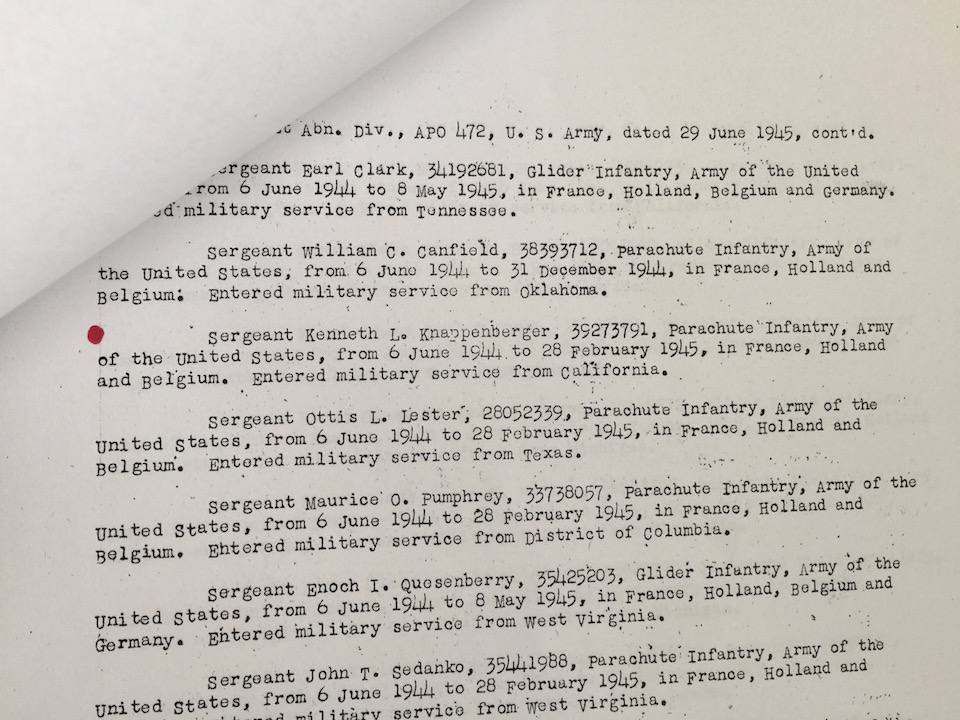 Abn. Div., APO 472, U. S. Army, dated 29 June 1945, cont'd.
ergeant Earl Clark, 34192681, Glider Infantry, Army of the United
rom 6 June 1944 to 8 May 1945, in France, Holland, Belgium and Germany.
ed military service from Tennessee.
Sergeant William C. Canfield, 38393712, Parachute Infantry, Army of
the United States, from 6 June 1944 to 31 December 1944, in France, Holland and
Belgium. Entered military service from Oklahoma.
Sergeant Kenneth L. Knappenberger, 39273791, Parachute Infantry, Army
of the United States, from 6 June 1944 to 28 February 1945, in France, Holland
and Belgium. Entered military service from California.
Sergeant Ottis L. Lester, 28052339, Parachute Infantry, Army of the
United States, from 6 June 1944 to 28 February 1945, in France, Holland and
Belgium. Entered military service from Texas.
Sergeant Maurice O. Pumphrey, 33738057, Parachute Infantry, Army of the
United States, from 6 June 1944 to 28 February 1945, in France, Holland and
Belgium. Ehtered military service from District of Columbia.
Sergeant Enoch I. Quesenberry, 35425203, Glider Infantry, Army of the
United States, from 6 June 1944 to 8 May 1945, in France, Holland, Belgium and
Germany. Ehtered military service from West Virginia.
Sergeant John T. Sedanko, 35441988, Parachute Infantry, Army of the
United States, from 6 June 1944 to 28 February 1945, in France, Holland and
military service from West Virginia.